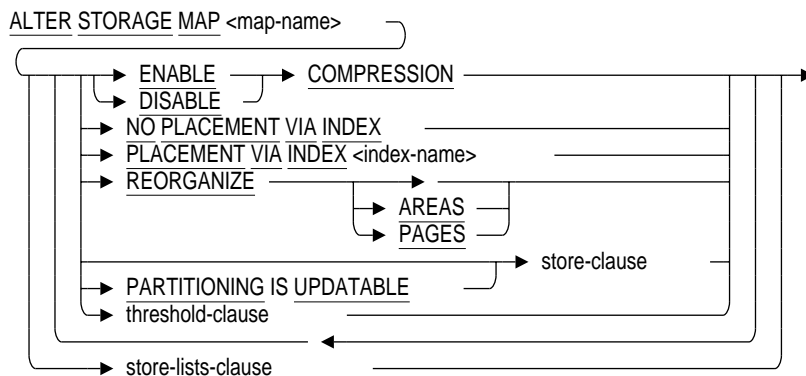 ALTER STORAGE MAP <map-name>
ENABLE COMPRESSION
DISABLE
NO PLACEMENT VIA INDEX
PLACEMENT VIA INDEX <index-name>
REORGANIZE
AREAS
PAGES
store-clause
PARTITIONING IS UPDATABLE
threshold-clause
store-lists-clause